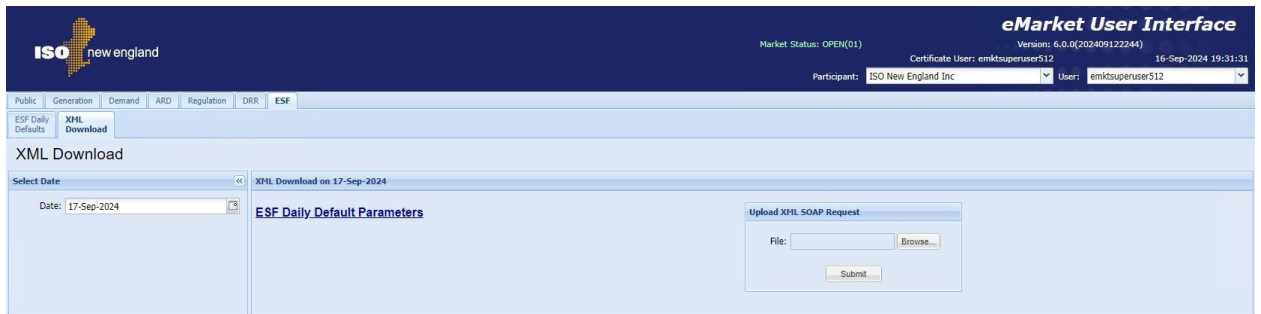 eMarket User Interface
ISO new england
Market Status: OPEN(01)
Version: 6.0.0(202409122244)
Certificate User: emktsuperuser512
16-Sep-2024 19:31:31
Participant: ISO New England Inc User: emktsuperuser512
Public Generation Demand ARD Regulation DRR ESF
ESF Daily Defaults
XML Download
XML Download
Select Date
Date: 17-Sep-2024
XML Download on 17-Sep-2024
ESF Daily Default Parameters
Upload XML SOAP Request
File: Browse...
Submit